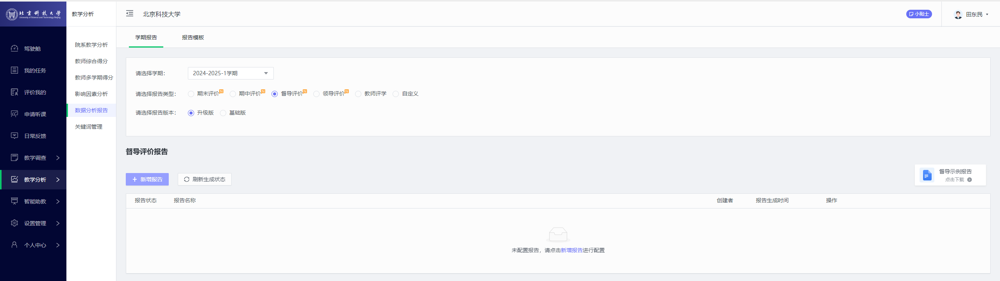 北京科技大学
University of Science and Technology Beijing
教学分析
北京科技大学
小贴士
田东民
驾驶舱
我的任务
评价我的
申请听课
日常反馈
教学调查
教学分析
智能助教
设置管理
个人中心
院系教学分析
教师综合得分
教师多学期得分
影响因素分析
数据分析报告
关键词管理
学期报告 报告模板
请选择学期： 2024-2025-1学期
请选择报告类型： 期末评价N 期中评价N 督导评价N 领导评价N 教师评学 自定义
请选择报告版本： 升级版 基础版
督导评价报告
新增报告 刷新生成状态
督导示例报告
点击下载
报告状态 报告名称 创建者 报告生成时间 操作
未配置报告，请点击新增报告进行配置